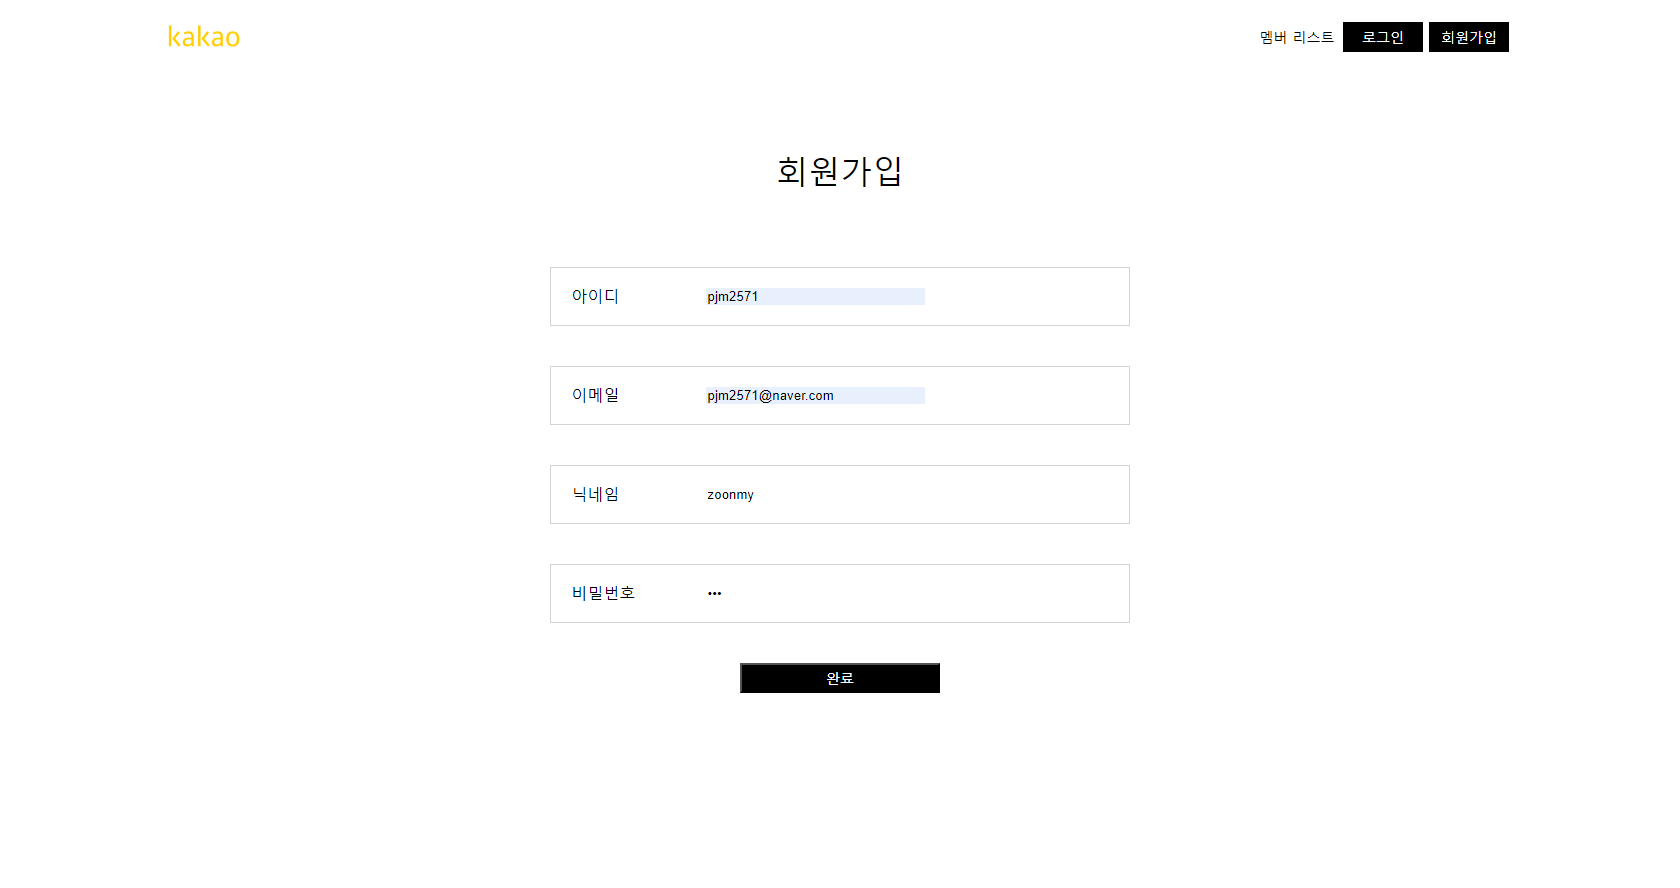 kakao
멤버 리스트 로그인 회원가입
회원가입
아이디 pjm2571
이메일 pjm2571@naver.com
닉네임 zoonmy
비밀번호 •••
완료